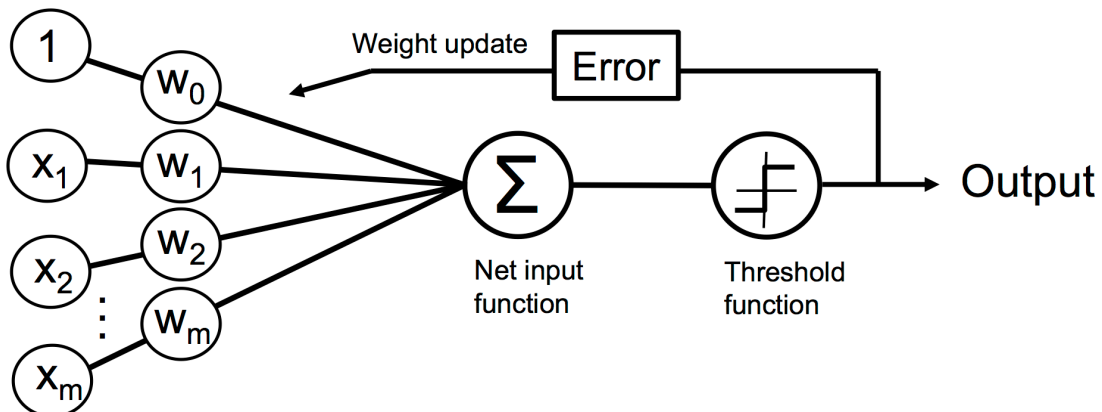 1
w₀
Weight update
Error
x₁
w₁
Σ
Output
x₂
w₂
⋮
wₘ
xₘ
Net input
function
Threshold
function